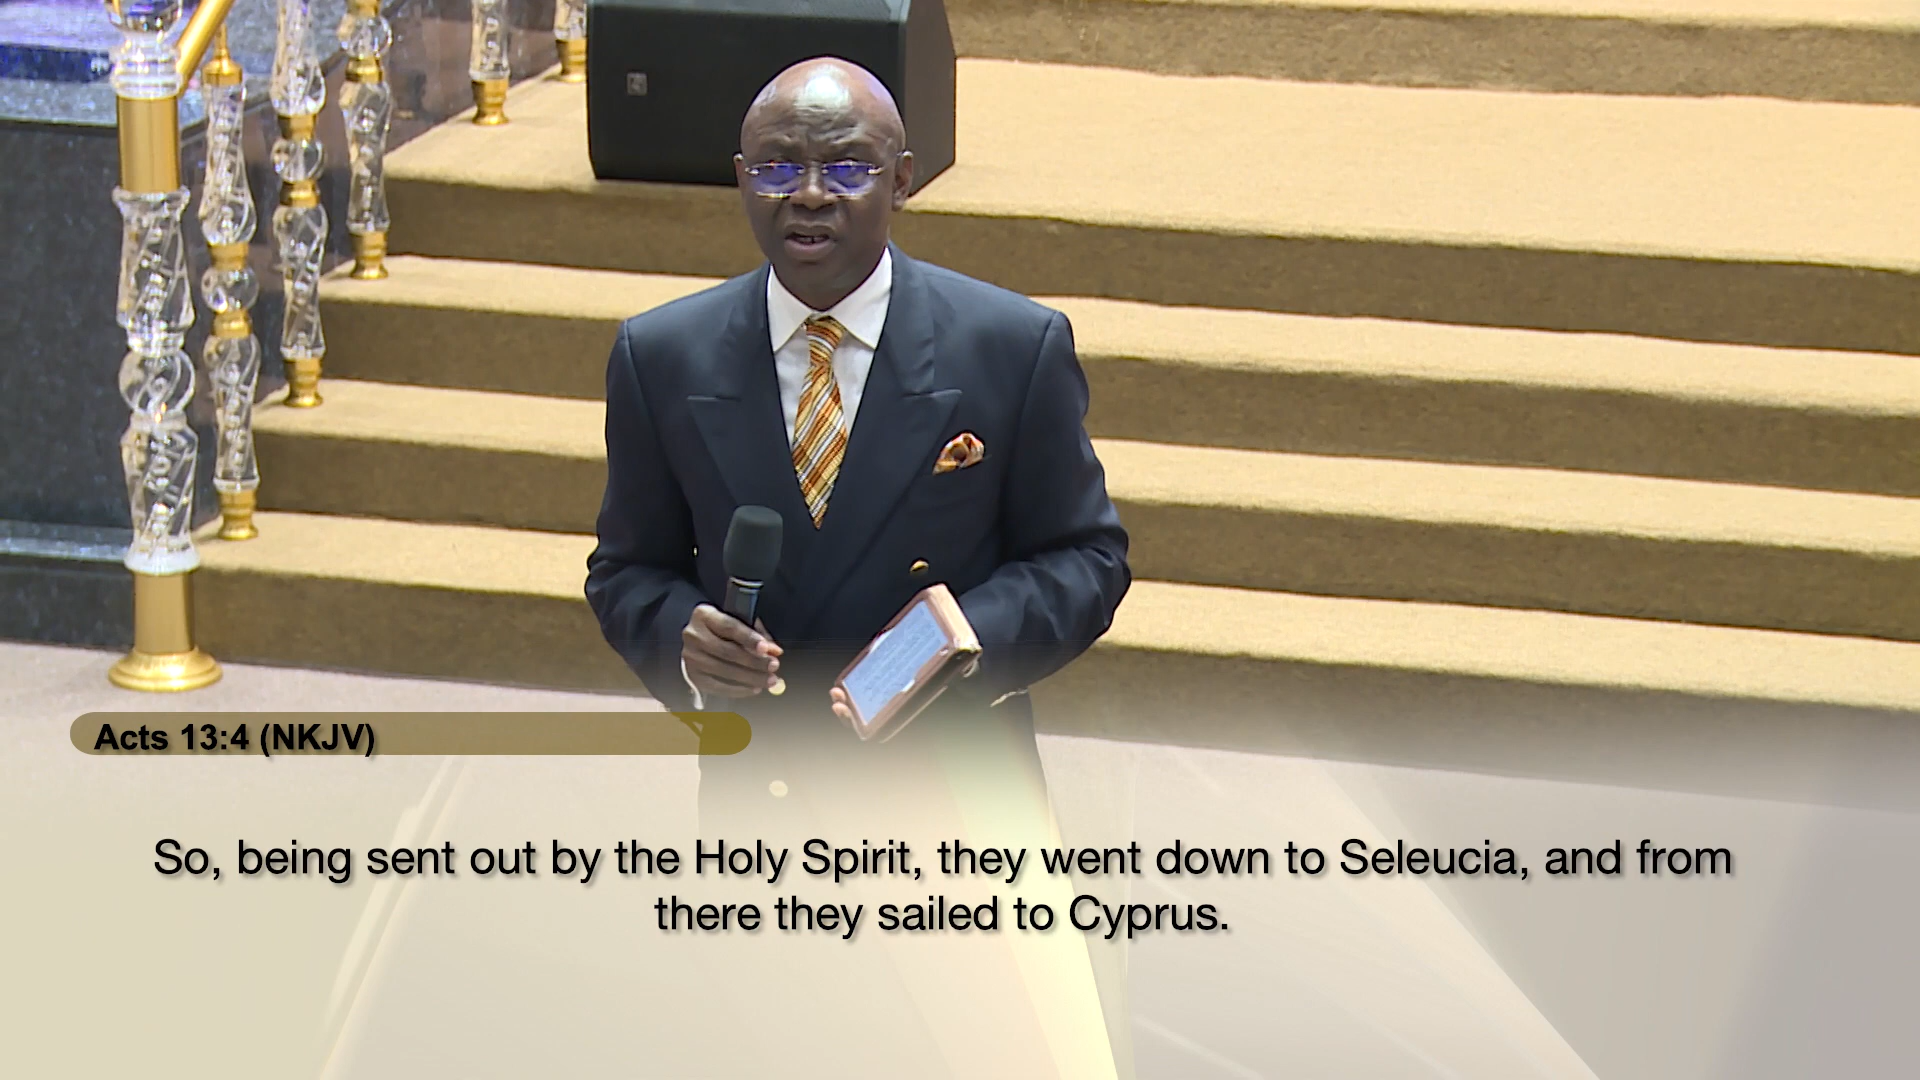 Acts 13:4 (NKJV)
So, being sent out by the Holy Spirit, they went down to Seleucia, and from
there they sailed to Cyprus.